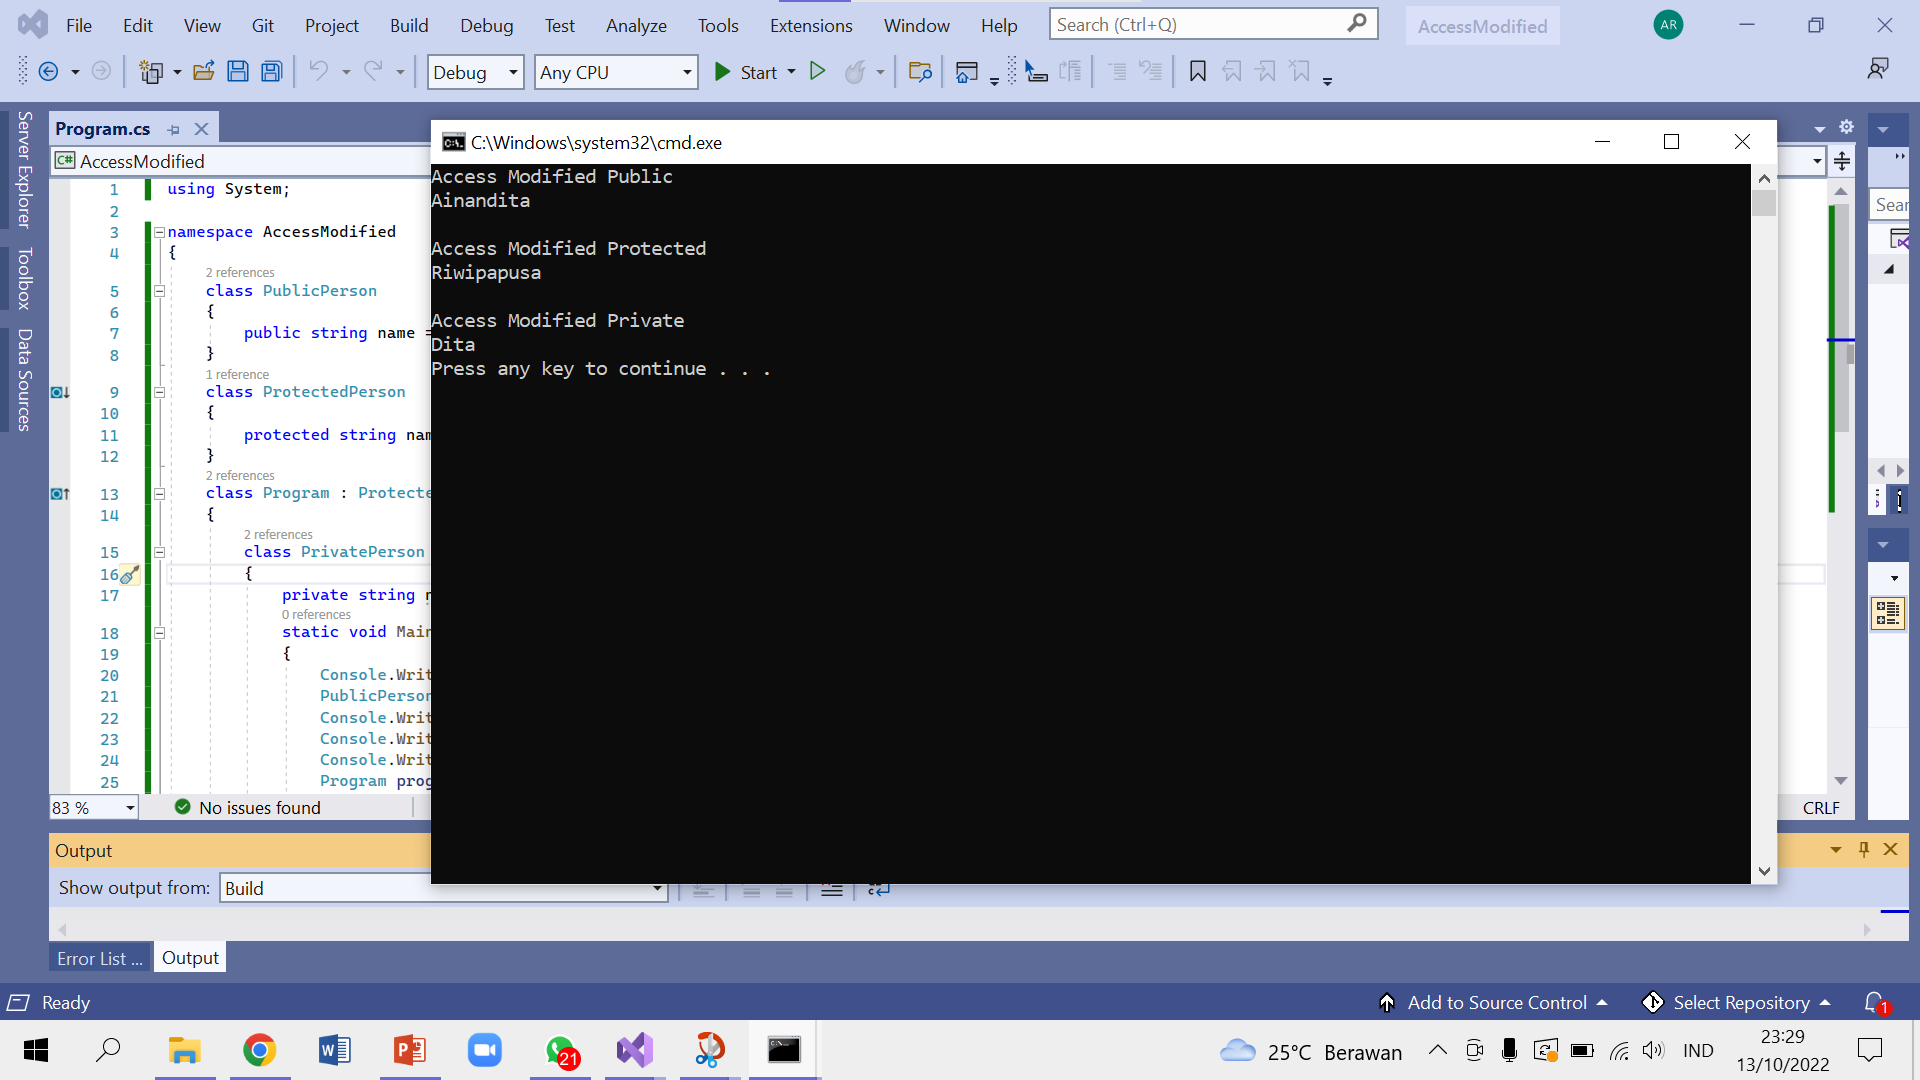 File Edit View Git Project Build Debug Test Analyze Tools Extensions Window Help Search (Ctrl+Q) AccessModified AR
Debug Any CPU Start
Server Explorer
Toolbox
Data Sources
Program.cs
AccessModified
1 using System;
2
3 namespace AccessModified
4 {
2 references
5 class PublicPerson
6 {
7 public string name =
8 }
1 reference
9 class ProtectedPerson
10 {
11 protected string nam
12 }
2 references
13 class Program : Protecte
14 {
2 references
15 class PrivatePerson
16 {
17 private string n
0 references
18 static void Main
19 {
20 Console.Writ
21 PublicPerson
22 Console.Writ
23 Console.Writ
24 Console.Writ
25 Program prog
83 % No issues found
CRLF
C:\Windows\system32\cmd.exe
Access Modified Public
Ainandita
Access Modified Protected
Riwipapusa
Access Modified Private
Dita
Press any key to continue . . .
Sear
Output
Show output from: Build
Error List ... Output
Ready Add to Source Control Select Repository 1
21
25°C Berawan IND 23:29
13/10/2022